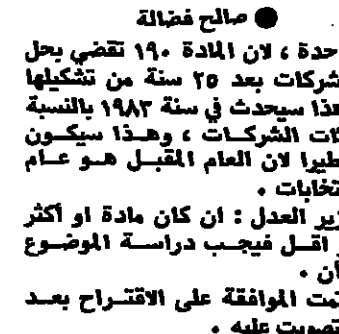 ● صالح فضالة
حدة ، لان المادة ١٩٠ تقضي بحل
شركات بعد ٢٥ سنة من تشكيلها
هذا سيحدث في سنة ١٩٨٣ بالنسبة
ات الشركات ، وهذا سيكون
طيرا لان العام المقبل هو عام
تخابات .
زير العدل : ان كان مادة او أكثر
اقل فيجب دراسة الموضوع
أن .
تمت الموافقة على الاقتراح بعد
تصويت عليه .